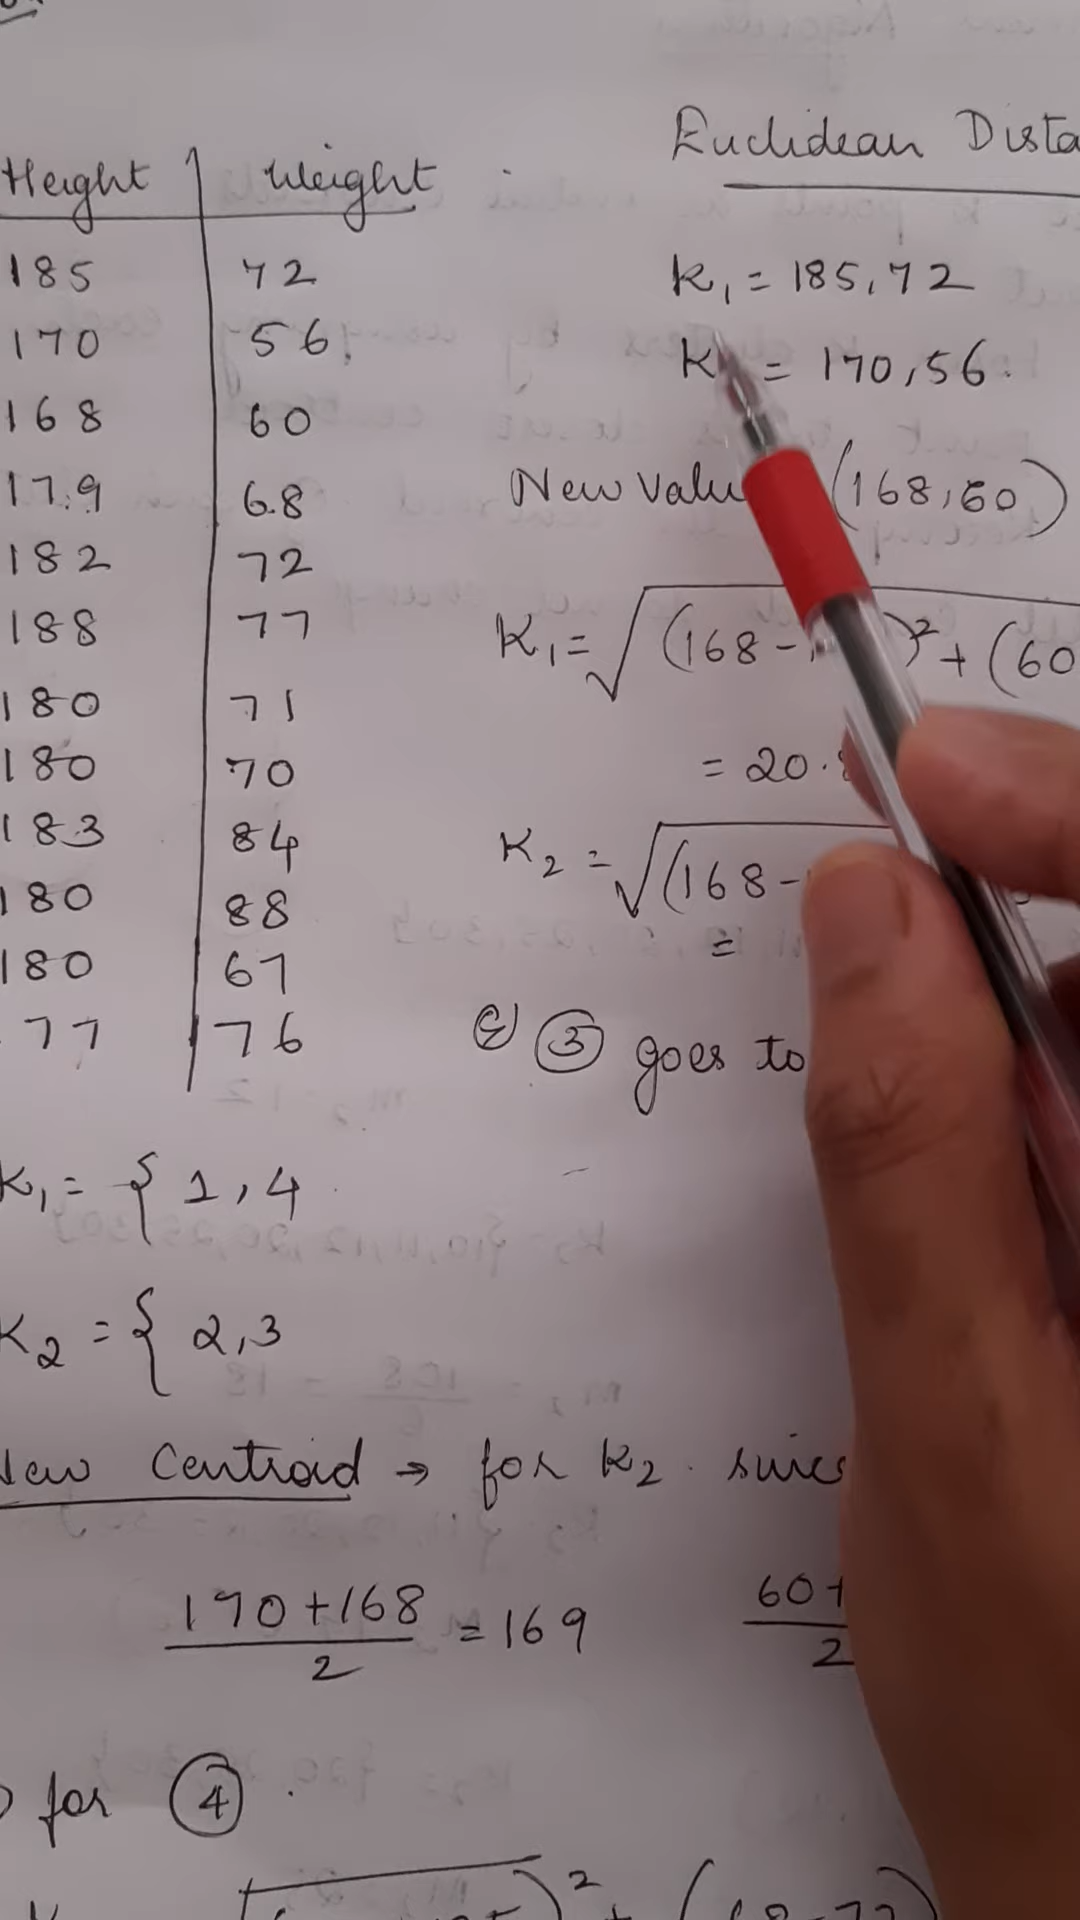 Height Weight
185 72
170 56
168 60
179 68
182 72
188 77
180 71
180 70
183 84
180 88
180 67
77 76
K1 = { 1, 4
K2 = { 2, 3
Euclidean Dista
K1 = 185, 72
K = 170, 56.
New Valu (168, 60)
K1 = √(168 - )² + (60
= 20.
K2 = √(168 -
=
③ goes to
New Centroid → for K2.
170 + 168 / 2 = 169 60+ / 2
for ④.